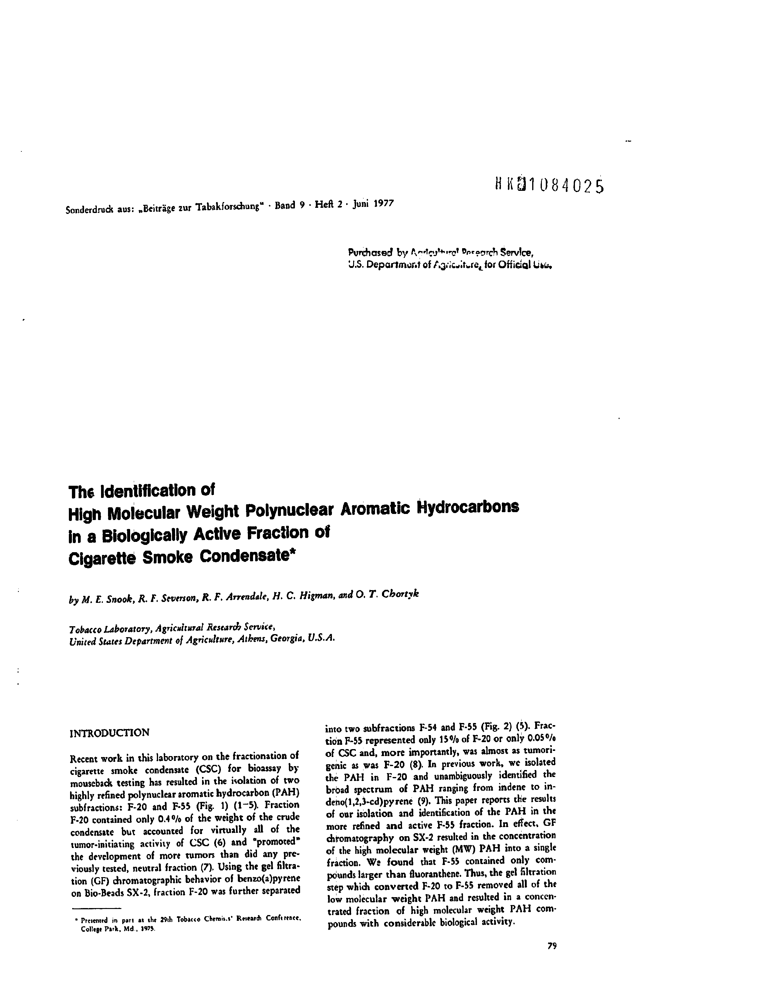 HK01084025
Sonderdruck aus: „Beiträge zur Tabakforschung" · Band 9 · Heft 2 · Juni 1977
Purchased by Agricultural Research Service,
U.S. Department of Agriculture, for Official Use.
The Identification of
High Molecular Weight Polynuclear Aromatic Hydrocarbons
in a Biologically Active Fraction of
Cigarette Smoke Condensate*
by M. E. Snook, R. F. Severson, R. F. Arrendale, H. C. Higman, and O. T. Chortyk
Tobacco Laboratory, Agricultural Research Service,
United States Department of Agriculture, Athens, Georgia, U.S.A.
INTRODUCTION
Recent work in this laboratory on the fractionation of
cigarette smoke condensate (CSC) for bioassay by
mouseback testing has resulted in the isolation of two
highly refined polynuclear aromatic hydrocarbon (PAH)
subfractions: F-20 and F-55 (Fig. 1) (1—5). Fraction
F-20 contained only 0.4% of the weight of the crude
condensate but accounted for virtually all of the
tumor-initiating activity of CSC (6) and "promoted"
the development of more tumors than did any pre-
viously tested, neutral fraction (7). Using the gel filtra-
tion (GF) chromatographic behavior of benzo(a)pyrene
on Bio-Beads SX-2, fraction F-20 was further separated
* Presented in part at the 29th Tobacco Chemists' Research Conference,
College Park, Md., 1975.
into two subfractions F-54 and F-55 (Fig. 2) (5). Frac-
tion F-55 represented only 15% of F-20 or only 0.05%
of CSC and, more importantly, was almost as tumori-
genic as was F-20 (8). In previous work, we isolated
the PAH in F-20 and unambiguously identified the
broad spectrum of PAH ranging from indene to in-
deno(1,2,3-cd)pyrene (9). This paper reports the results
of our isolation and identification of the PAH in the
more refined and active F-55 fraction. In effect, GF
chromatography on SX-2 resulted in the concentration
of the high molecular weight (MW) PAH into a single
fraction. We found that F-55 contained only com-
pounds larger than fluoranthene. Thus, the gel filtration
step which converted F-20 to F-55 removed all of the
low molecular weight PAH and resulted in a concen-
trated fraction of high molecular weight PAH com-
pounds with considerable biological activity.
79